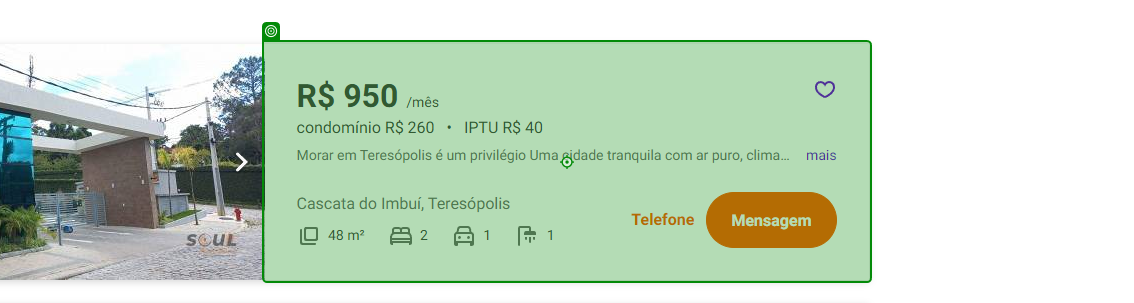 R$ 950 /mês
condomínio R$ 260 • IPTU R$ 40
Morar em Teresópolis é um privilégio Uma cidade tranquila com ar puro, clima... mais
Cascata do Imbuí, Teresópolis
Telefone Mensagem
48 m² 2 1 1
SOUL